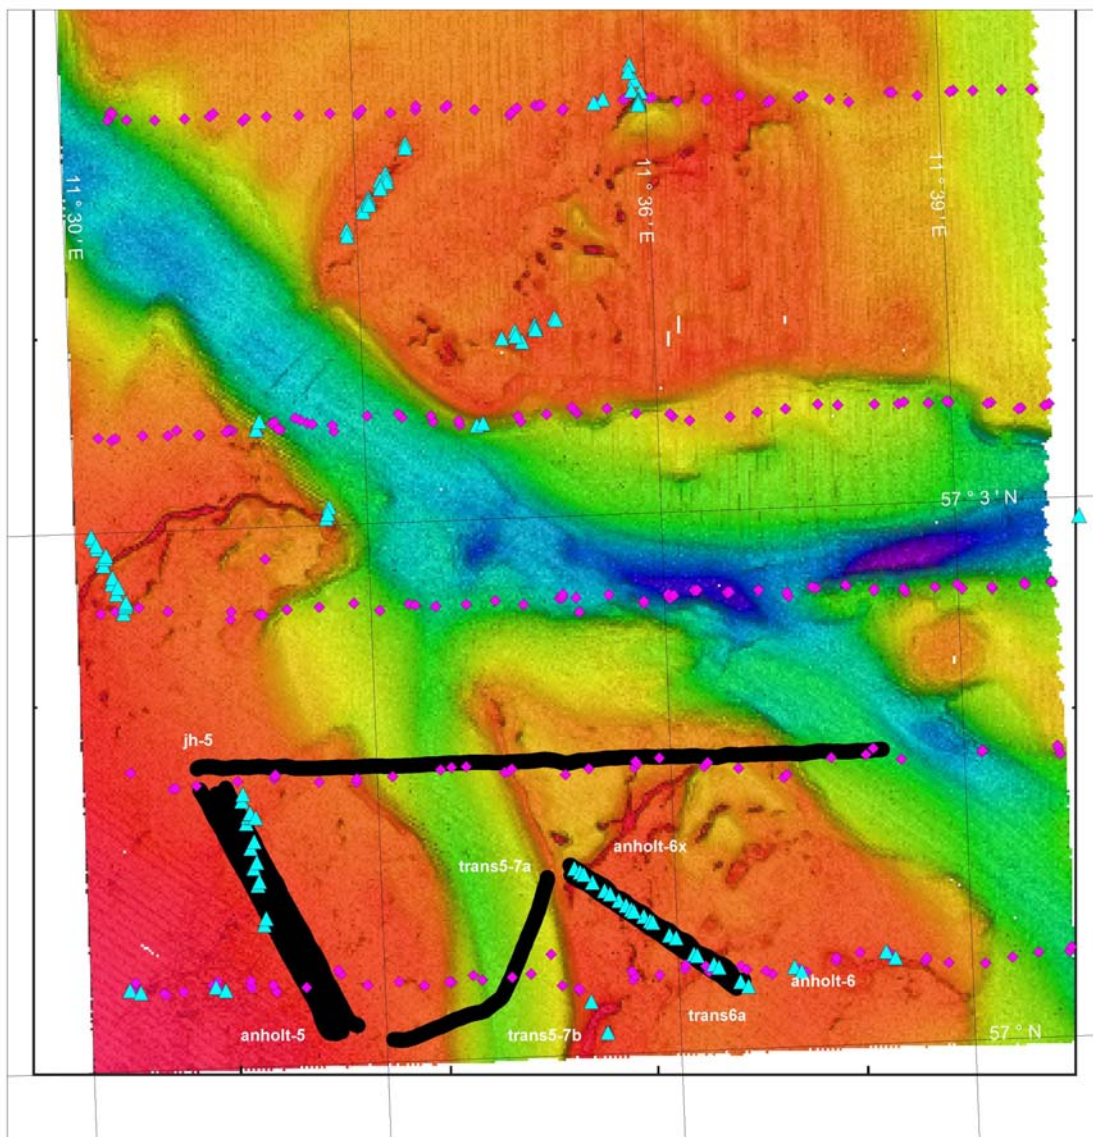 11 ° 30 ' E
11 ° 36 ' E
11 ° 39 ' E
57 ° 3 ' N
jh-5
trans5-7a
anholt-6x
anholt-6
trans6a
anholt-5
trans5-7b
57 ° N